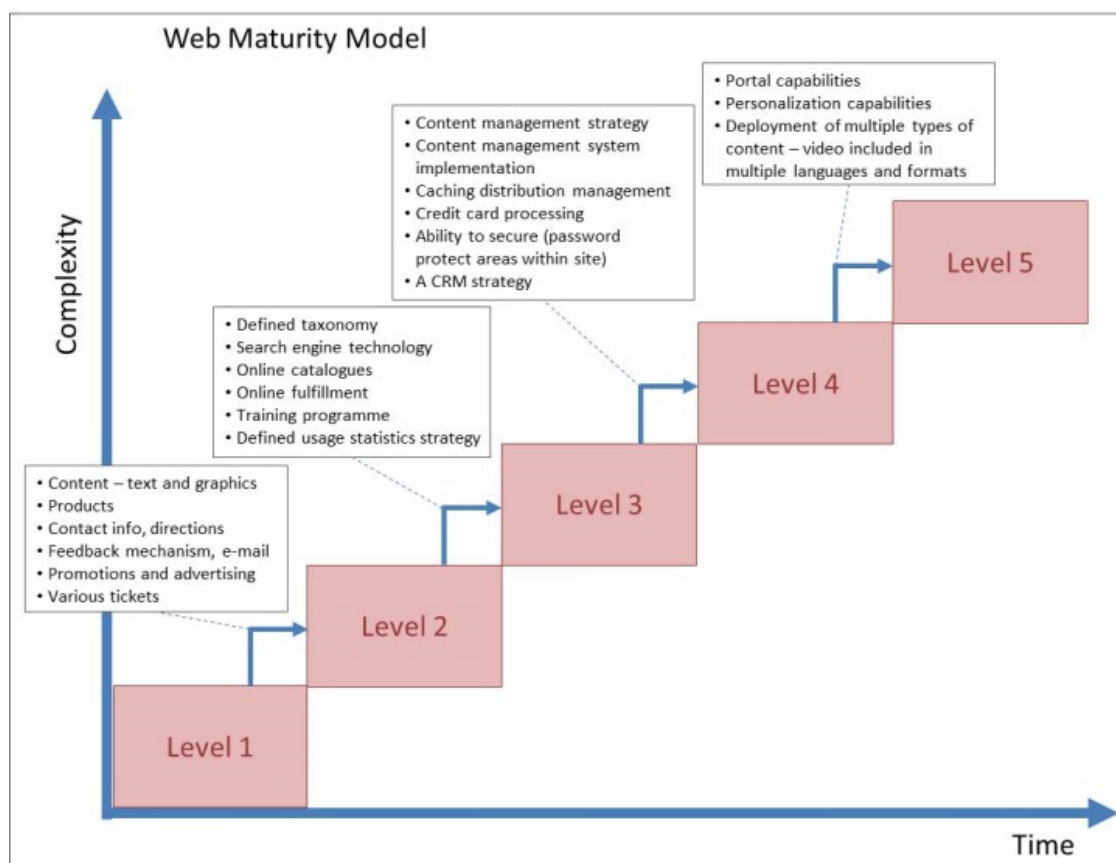 Web Maturity Model
• Portal capabilities
• Personalization capabilities
• Deployment of multiple types of
content – video included in
multiple languages and formats
• Content management strategy
• Content management system
implementation
• Caching distribution management
• Credit card processing
• Ability to secure (password
protect areas within site)
• A CRM strategy
• Defined taxonomy
• Search engine technology
• Online catalogues
• Online fulfillment
• Training programme
• Defined usage statistics strategy
• Content – text and graphics
• Products
• Contact info, directions
• Feedback mechanism, e-mail
• Promotions and advertising
• Various tickets
Complexity
Level 5
Level 4
Level 3
Level 2
Level 1
Time